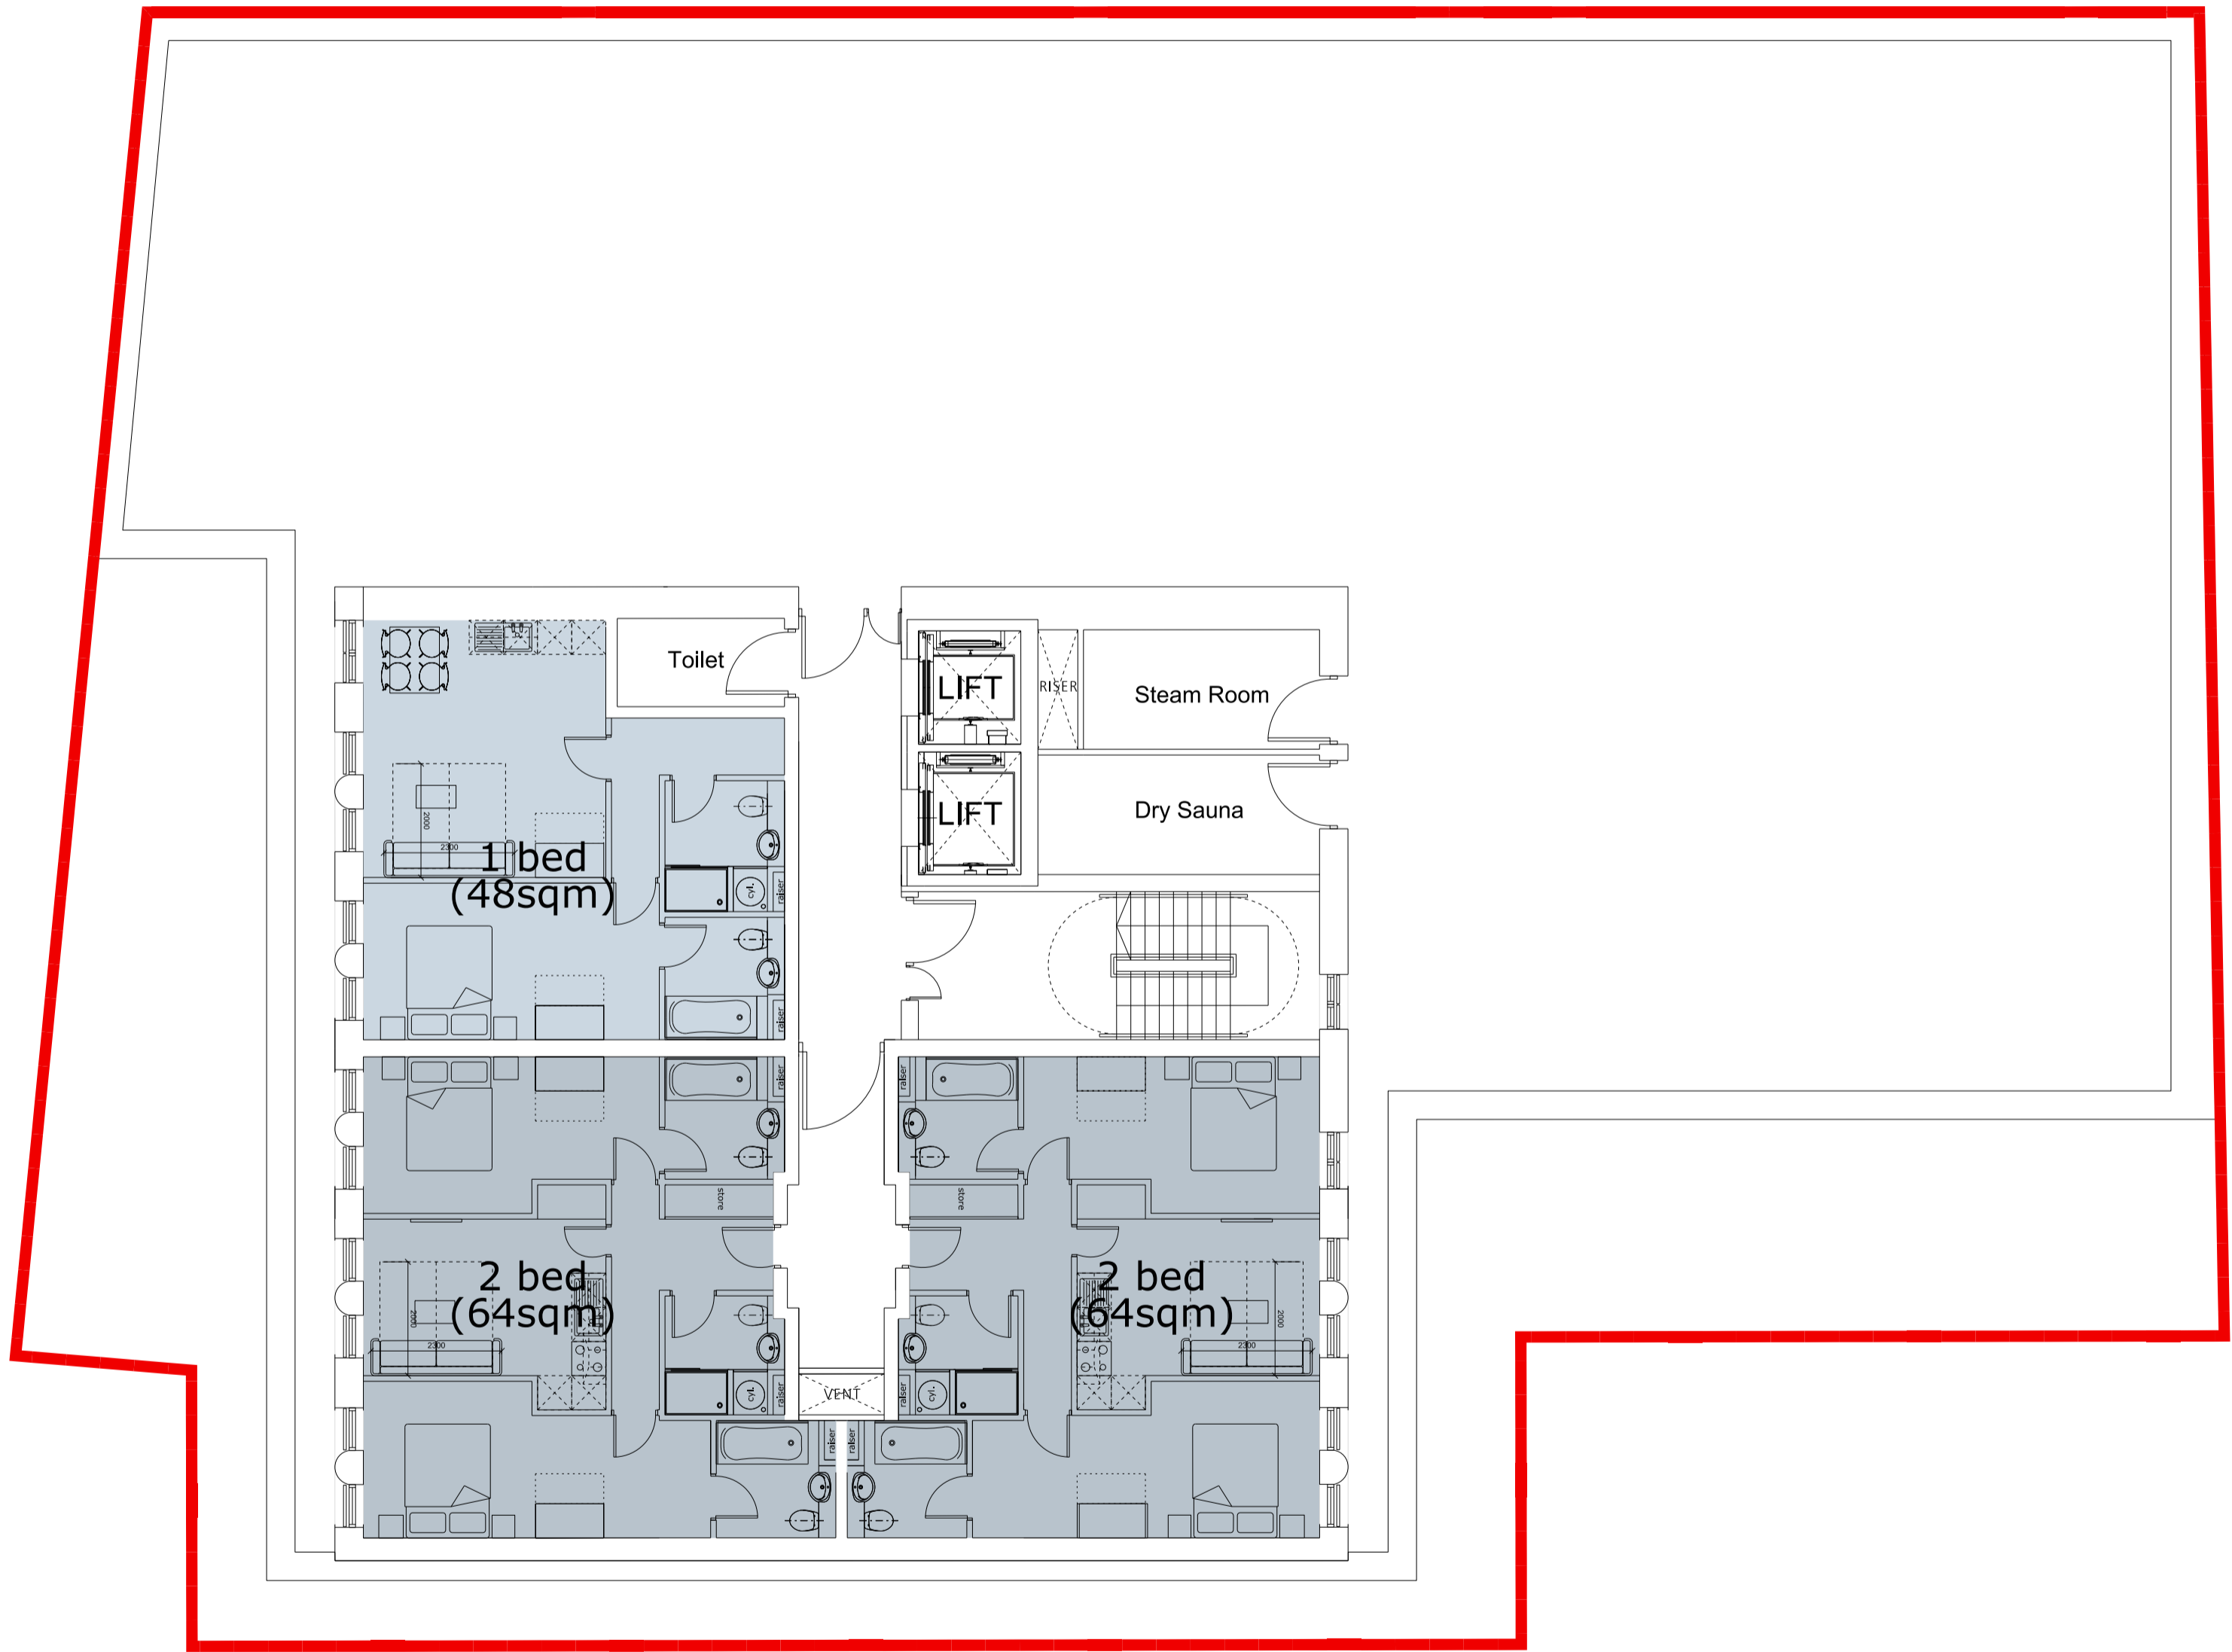 Toilet
LIFT
RISER
Steam Room
LIFT
Dry Sauna
2000
2300
1 bed
(48sqm)
cyl.
raiser
raiser
raiser
raiser
store
store
2 bed
(64sqm)
2000
2300
2 bed
(64sqm)
2000
2300
cyl.
raiser
VENT
raiser
cyl.
raiser
raiser